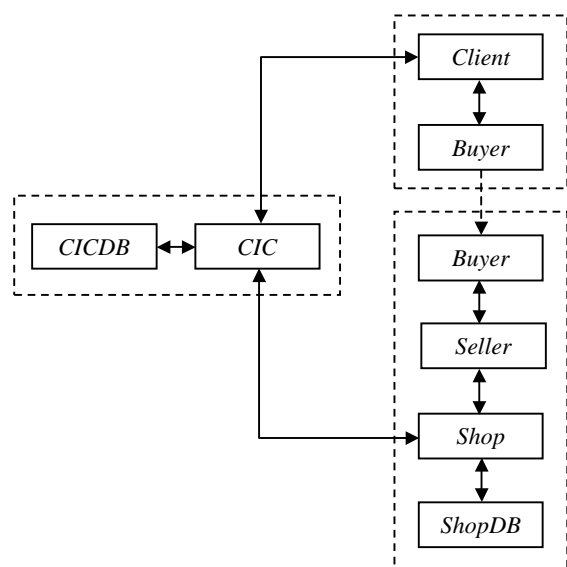 Client
Buyer
CICDB
CIC
Buyer
Seller
Shop
ShopDB